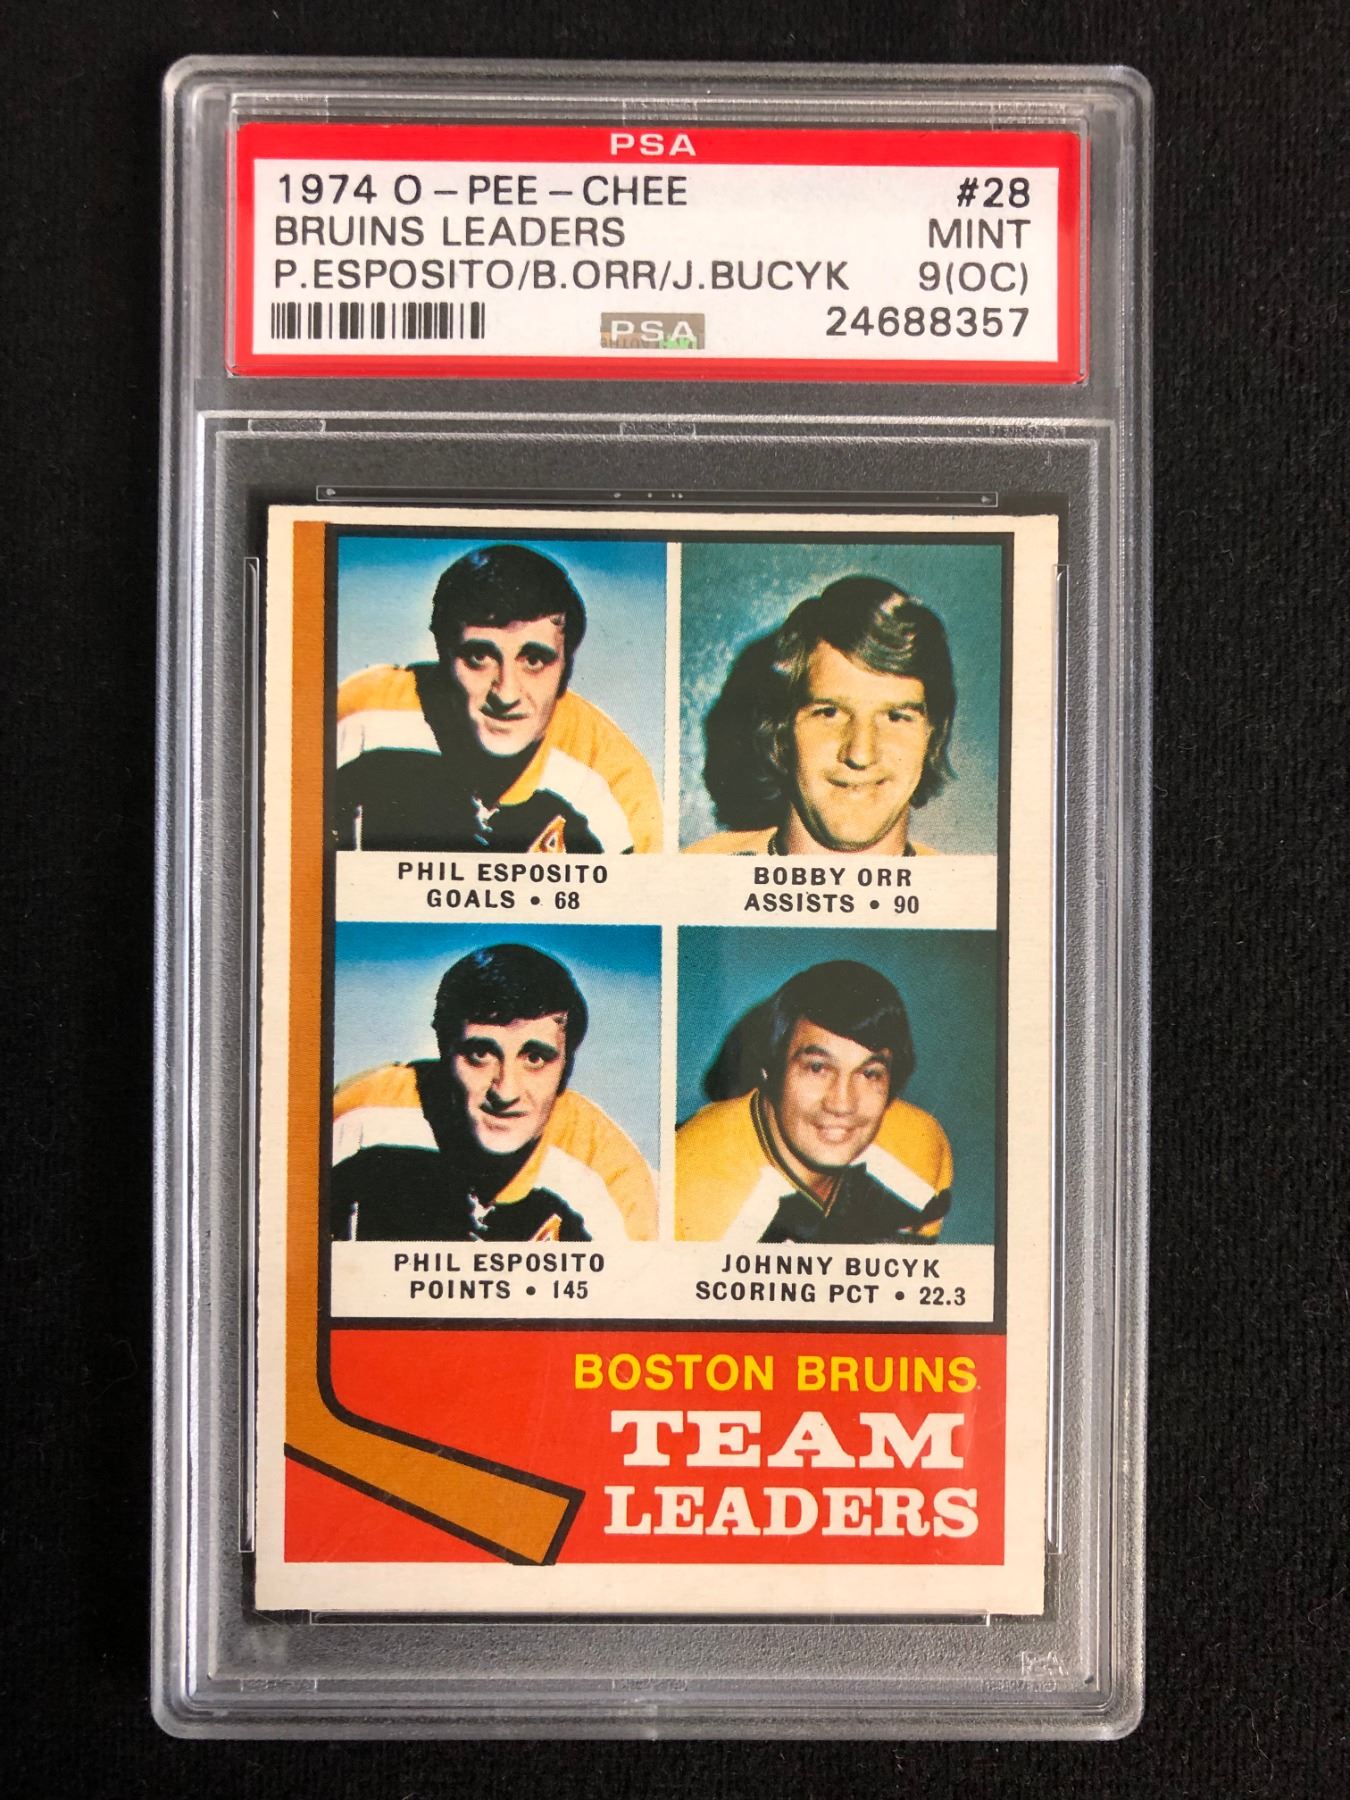 PSA
1974 O-PEE-CHEE #28
BRUINS LEADERS MINT
P.ESPOSITO/B.ORR/J.BUCYK 9(OC)
PSA 24688357
PHIL ESPOSITO
GOALS • 68
BOBBY ORR
ASSISTS • 90
PHIL ESPOSITO
POINTS • 145
JOHNNY BUCYK
SCORING PCT • 22.3
BOSTON BRUINS
TEAM
LEADERS